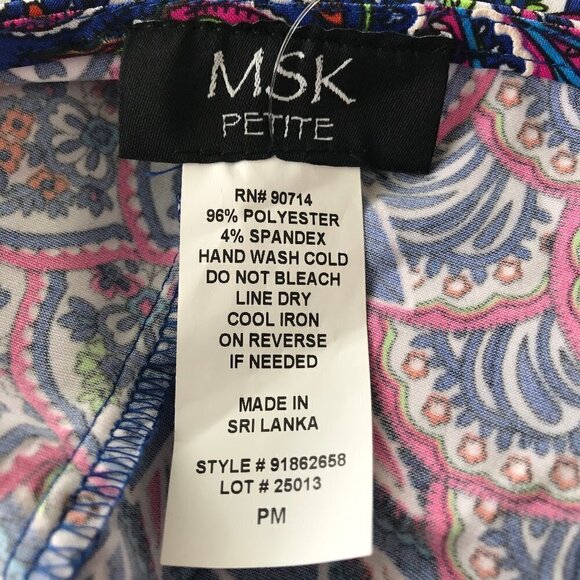 MSK
PETITE
RN# 90714
96% POLYESTER
4% SPANDEX
HAND WASH COLD
DO NOT BLEACH
LINE DRY
COOL IRON
ON REVERSE
IF NEEDED
MADE IN
SRI LANKA
STYLE # 91862658
LOT # 25013
PM